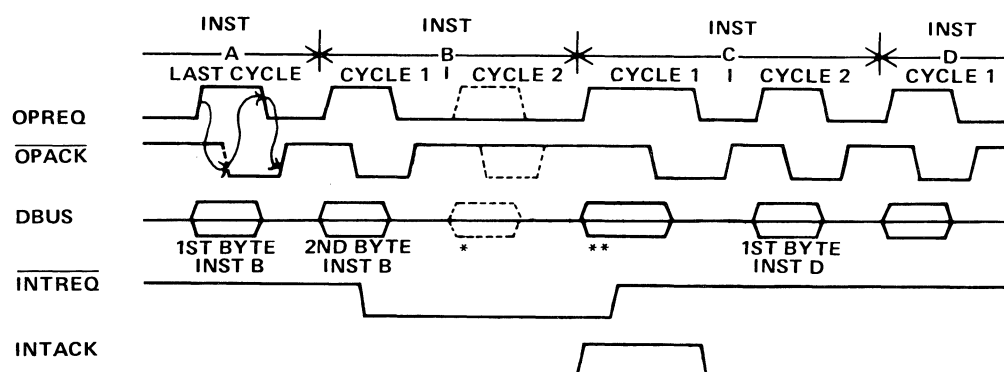 INST INST INST INST
A B C D
LAST CYCLE CYCLE 1 I CYCLE 2 CYCLE 1 I CYCLE 2 CYCLE 1
OPREQ
OPACK
DBUS
1ST BYTE 2ND BYTE * ** 1ST BYTE
INST B INST B INST D
INTREQ
INTACK